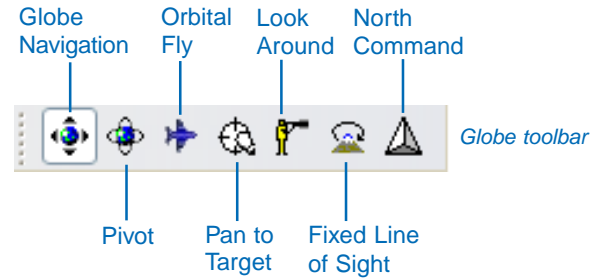 Globe
Navigation
Orbital
Fly
Look
Around
North
Command
Globe toolbar
Pivot
Pan to
Target
Fixed Line
of Sight